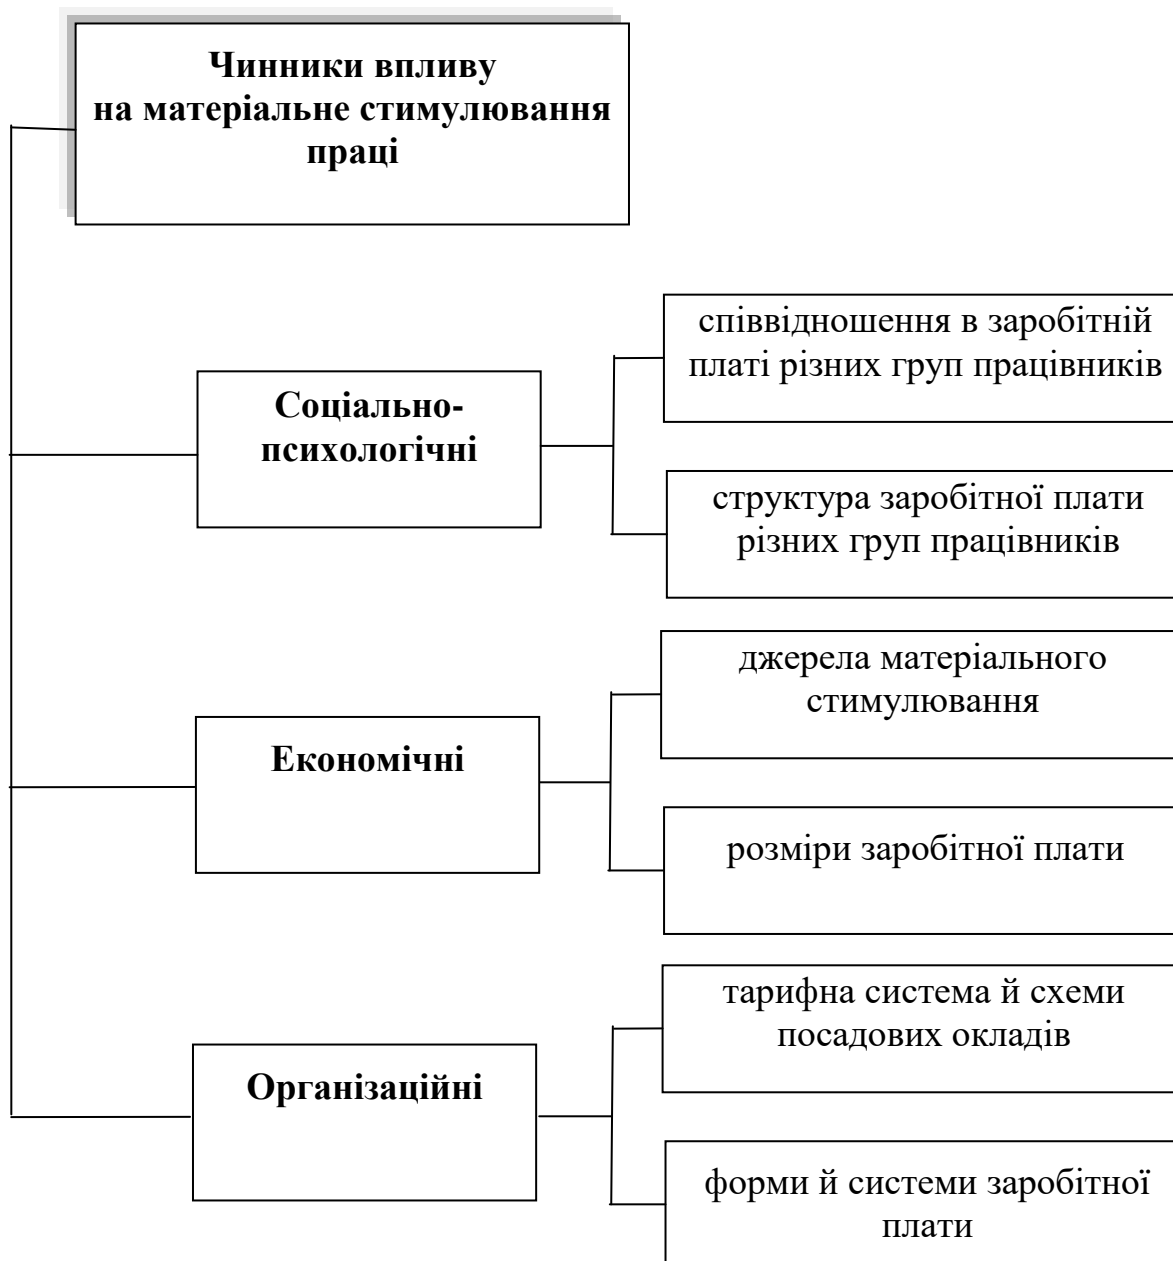 Чинники впливу
на матеріальне стимулювання
праці
Соціально-
психологічні
співвідношення в заробітній
платі різних груп працівників
структура заробітної плати
різних груп працівників
Економічні
джерела матеріального
стимулювання
розміри заробітної плати
Організаційні
тарифна система й схеми
посадових окладів
форми й системи заробітної
плати